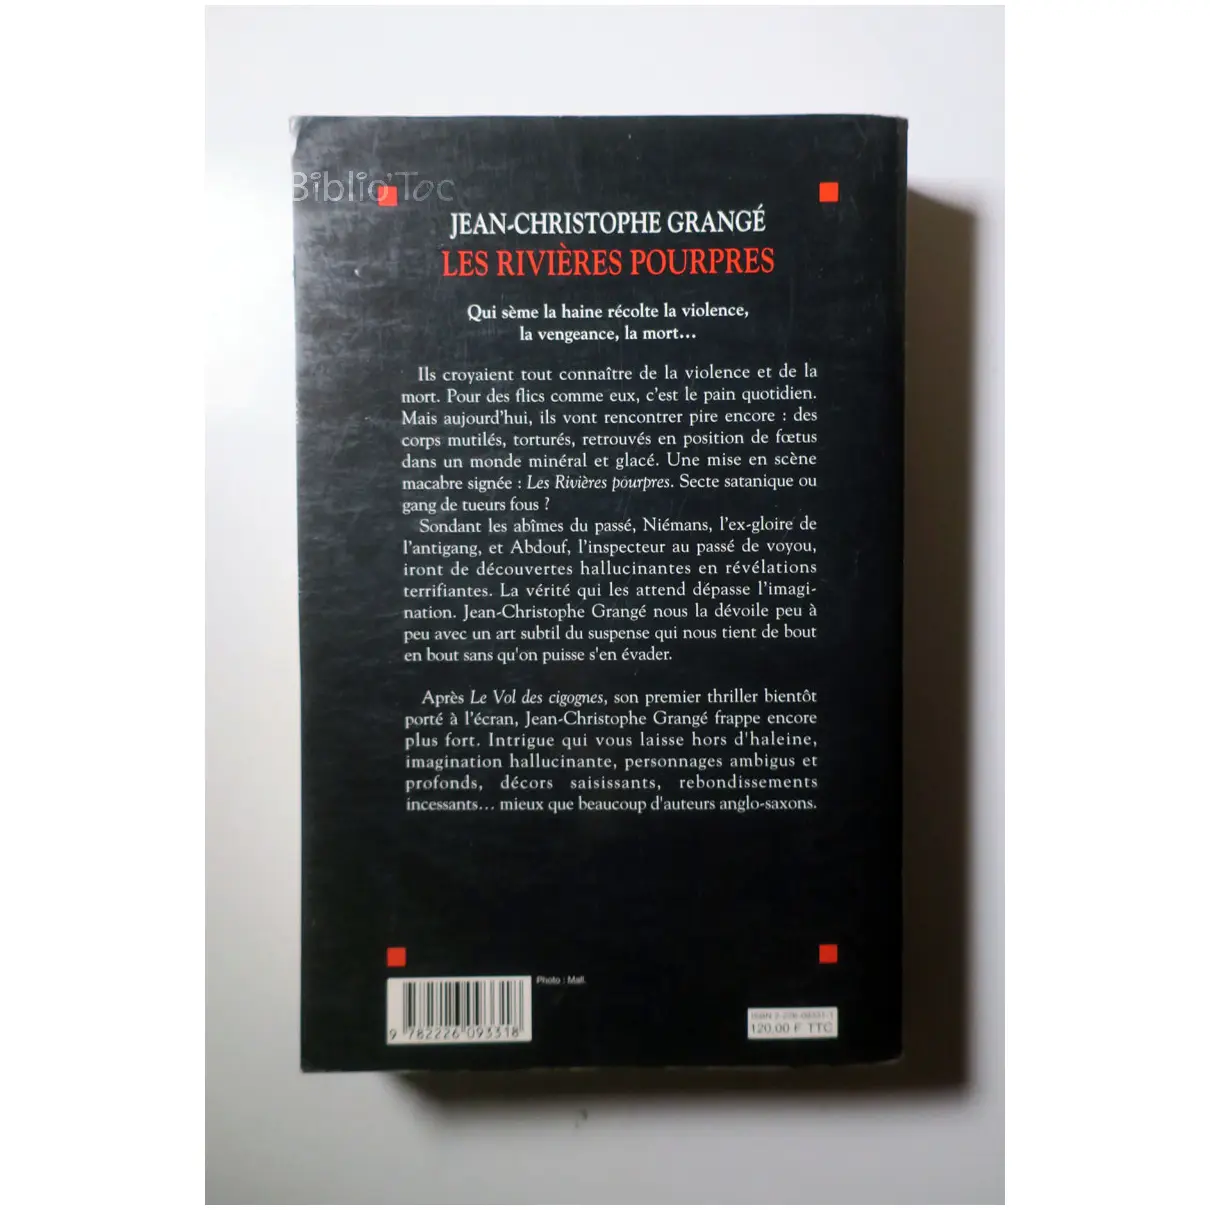 Biblio'Toc
JEAN-CHRISTOPHE GRANGÉ
LES RIVIÈRES POURPRES
Qui sème la haine récolte la violence,
la vengeance, la mort…
Ils croyaient tout connaître de la violence et de la
mort. Pour des flics comme eux, c'est le pain quotidien.
Mais aujourd'hui, ils vont rencontrer pire encore : des
corps mutilés, torturés, retrouvés en position de fœtus
dans un monde minéral et glacé. Une mise en scène
macabre signée : Les Rivières pourpres. Secte satanique ou
gang de tueurs fous ?
Sondant les abîmes du passé, Niémans, l'ex-gloire de
l'antigang, et Abdouf, l'inspecteur au passé de voyou,
iront de découvertes hallucinantes en révélations
terrifiantes. La vérité qui les attend dépasse l'imagi-
nation. Jean-Christophe Grangé nous la dévoile peu à
peu avec un art subtil du suspense qui nous tient de bout
en bout sans qu'on puisse s'en évader.
Après Le Vol des cigognes, son premier thriller bientôt
porté à l'écran, Jean-Christophe Grangé frappe encore
plus fort. Intrigue qui vous laisse hors d'haleine,
imagination hallucinante, personnages ambigus et
profonds, décors saisissants, rebondissements
incessants… mieux que beaucoup d'auteurs anglo-saxons.
Photo : Mall.
9 782226 093318
ISBN 2-226-09331-1
120,00 F TTC